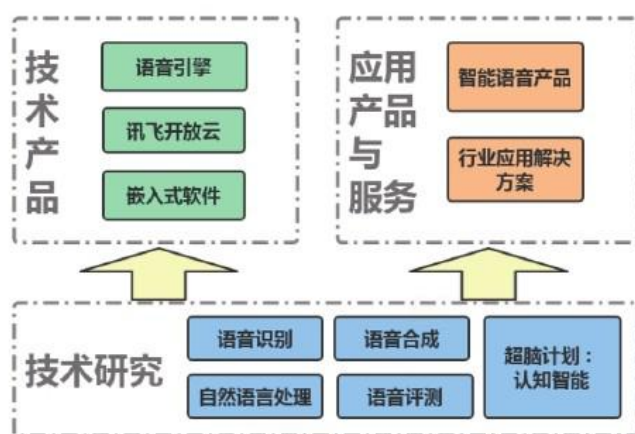 技术产品
语音引擎
讯飞开放云
嵌入式软件
应用产品与服务
智能语音产品
行业应用解决
方案
技术研究
语音识别
语音合成
自然语言处理
语音评测
超脑计划：
认知智能